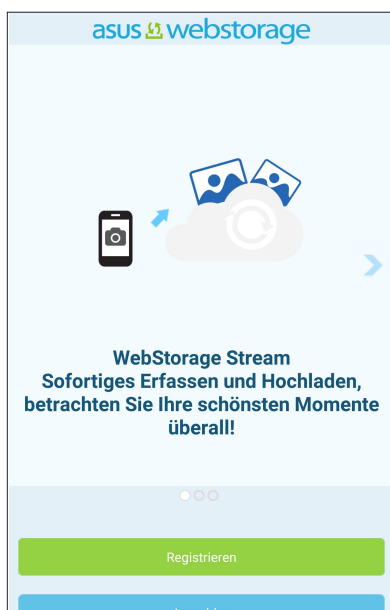 asus webstorage
WebStorage Stream
Sofortiges Erfassen und Hochladen,
betrachten Sie Ihre schönsten Momente
überall!
Registrieren